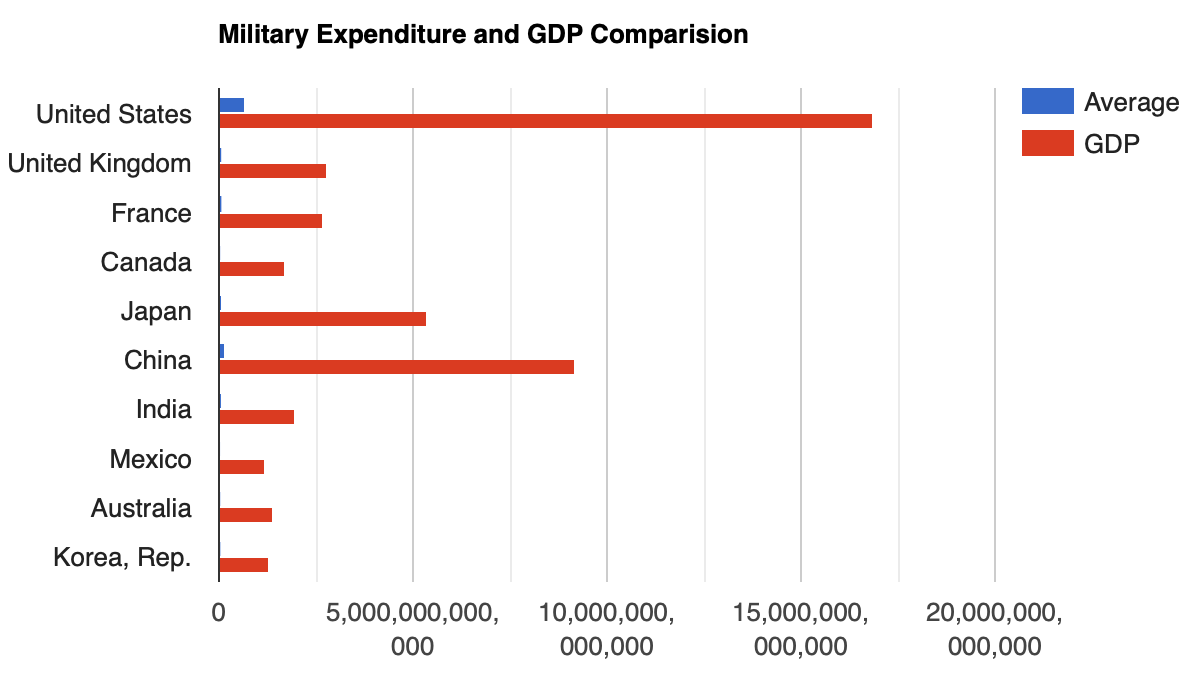 Military Expenditure and GDP Comparision
Average
GDP
United States
United Kingdom
France
Canada
Japan
China
India
Mexico
Australia
Korea, Rep.
0
5,000,000,000,
000
10,000,000,
000,000
15,000,000,
000,000
20,000,000,
000,000